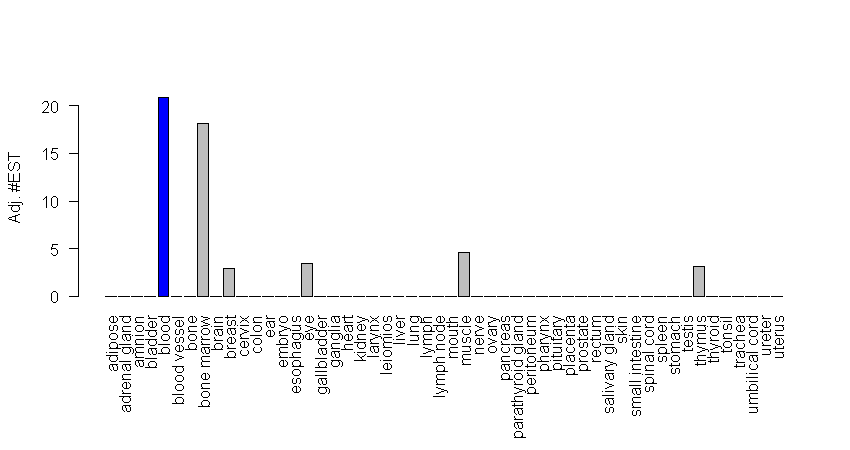 Adj. #EST
20
15
10
5
0
adipose
adrenal gland
amnion
bladder
blood
blood vessel
bone
bone marrow
brain
breast
cervix
colon
ear
embryo
esophagus
eye
gallbladder
ganglia
heart
kidney
larynx
leiomios
liver
lung
lymph
lymph node
mouth
muscle
nerve
ovary
pancreas
parathyroid gland
peritoneum
pharynx
pituitary
placenta
prostate
rectum
salivary gland
skin
small intestine
spinal cord
spleen
stomach
testis
thymus
thyroid
tonsil
trachea
umbilical cord
ureter
uterus